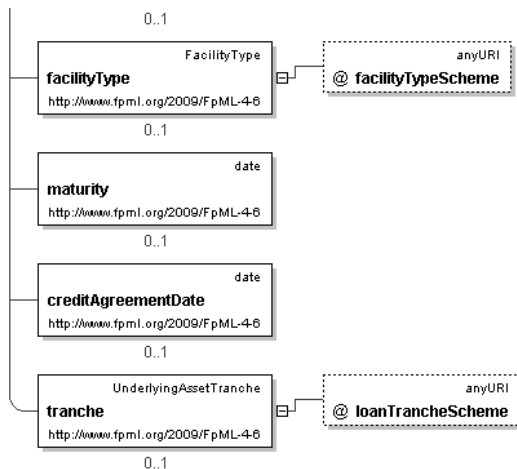 0..1
FacilityType
facilityType
http://www.fpml.org/2009/FpML-4-6
anyURI
@ facilityTypeScheme
0..1
date
maturity
http://www.fpml.org/2009/FpML-4-6
0..1
date
creditAgreementDate
http://www.fpml.org/2009/FpML-4-6
0..1
UnderlyingAssetTranche
tranche
http://www.fpml.org/2009/FpML-4-6
anyURI
@ loanTrancheScheme
0..1